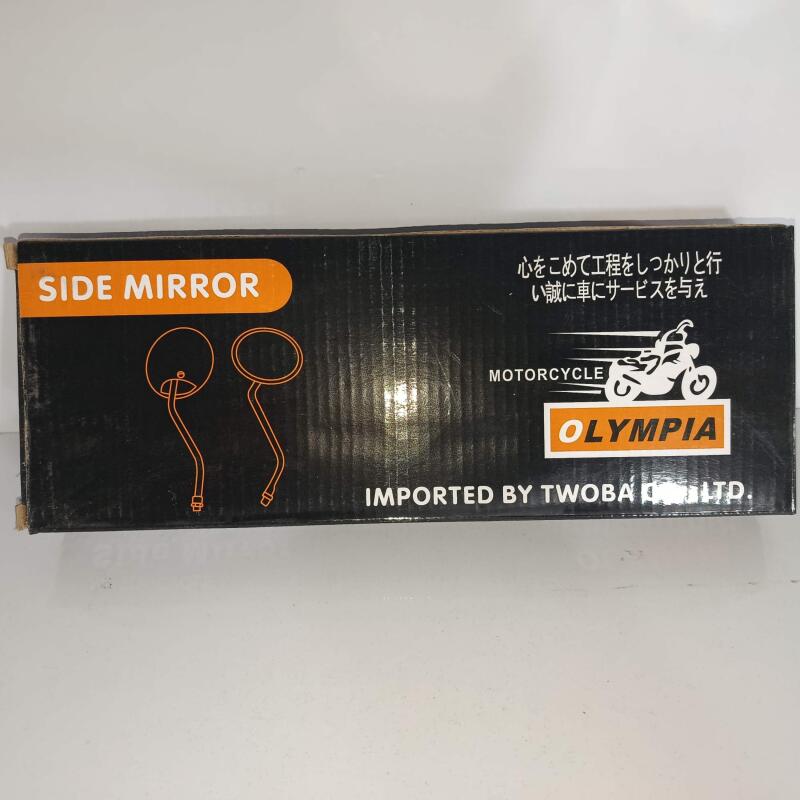 SIDE MIRROR
心をこめて工程をしつかりと行
い誠に車にサービスを与え
MOTORCYCLE
OLYMPIA
IMPORTED BY TWOBA LTD.